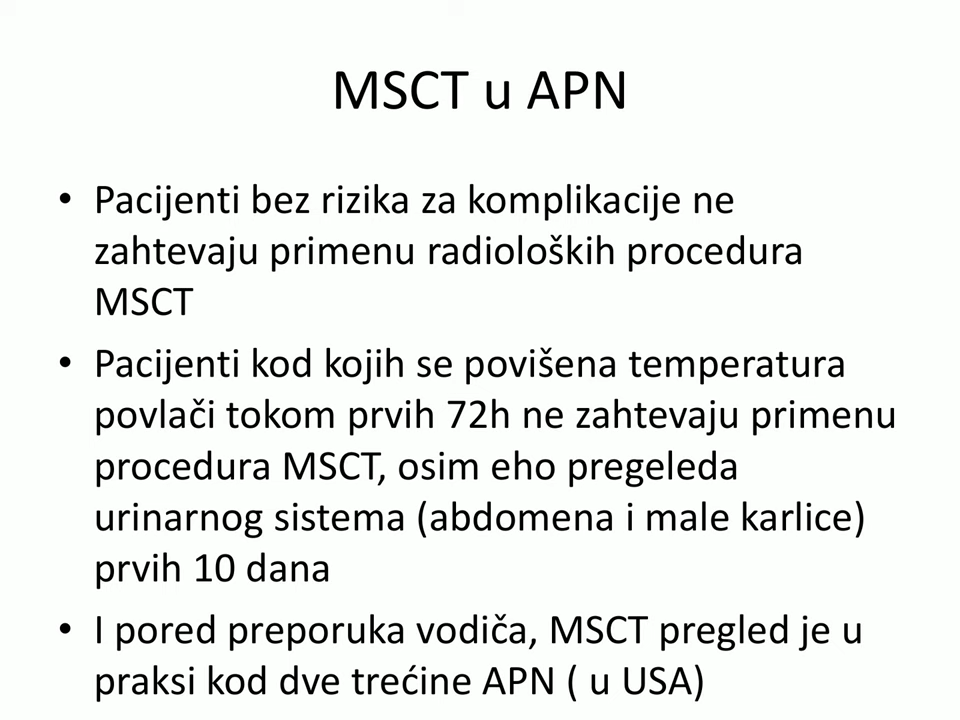 MSCT u APN
• Pacijenti bez rizika za komplikacije ne
zahtevaju primenu radioloških procedura
MSCT
• Pacijenti kod kojih se povišena temperatura
povlači tokom prvih 72h ne zahtevaju primenu
procedura MSCT, osim eho pregeleda
urinarnog sistema (abdomena i male karlice)
prvih 10 dana
• I pored preporuka vodiča, MSCT pregled je u
praksi kod dve trećine APN ( u USA)